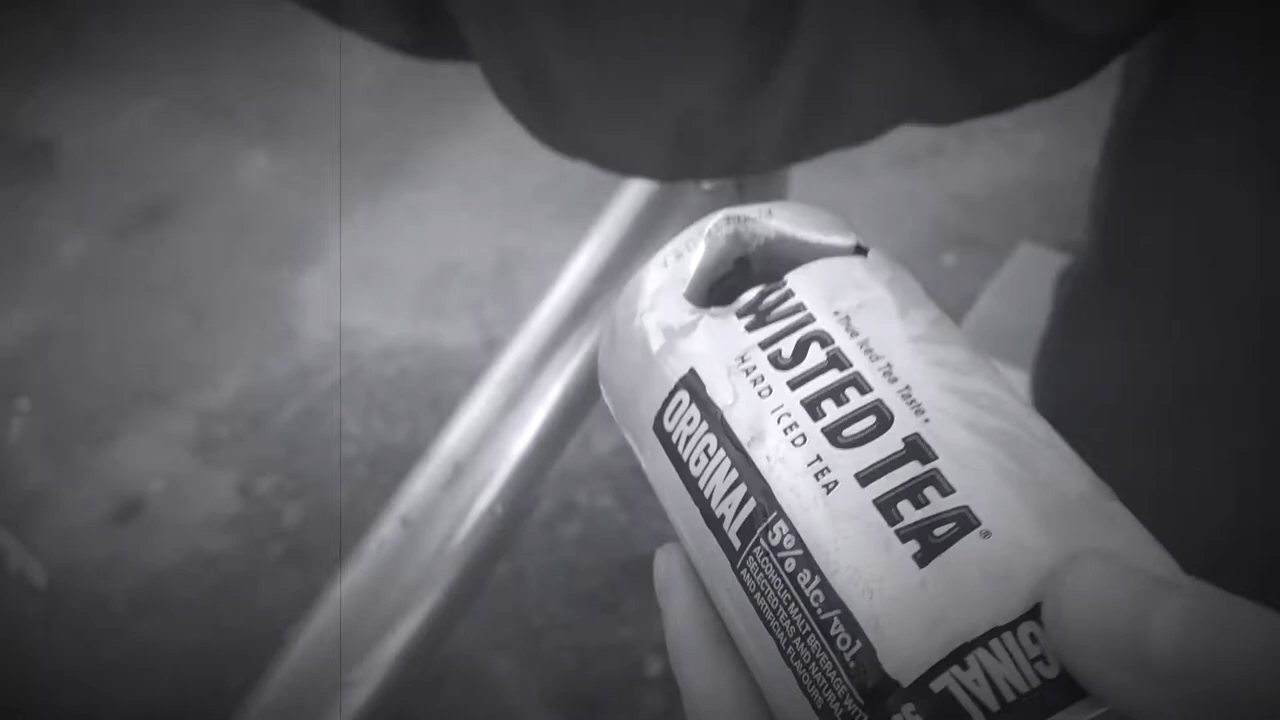 True Iced Tea Taste
TWISTED TEA®
HARD ICED TEA
ORIGINAL
5% alc./vol.
ALCOHOLIC MALT BEVERAGE WITH
SELECTED TEAS AND NATURAL
AND ARTIFICIAL FLAVOURS
GINAL